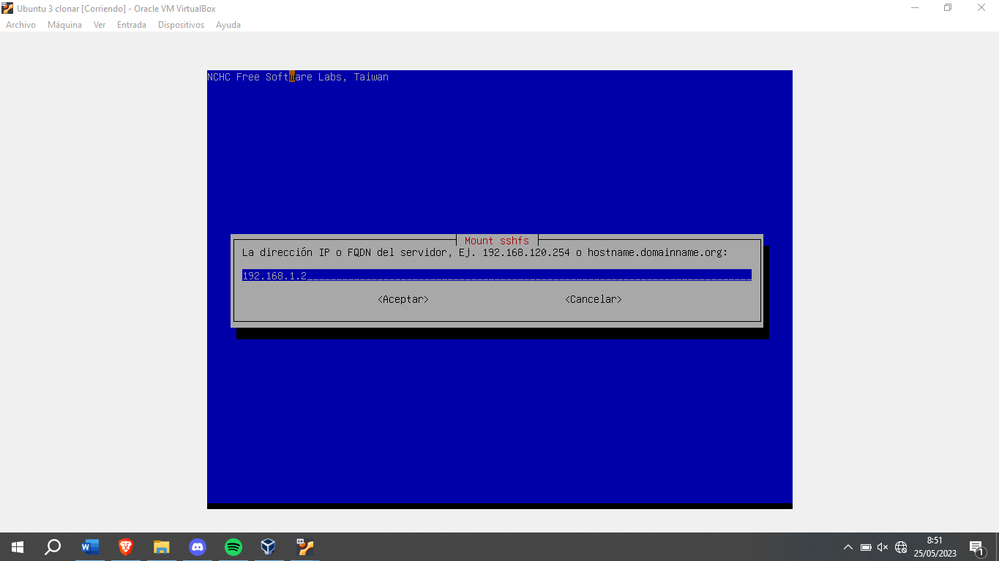 Ubuntu 3 clonar [Corriendo] - Oracle VM VirtualBox
Archivo Máquina Ver Entrada Dispositivos Ayuda
NCHC Free Software Labs, Taiwan
Mount sshfs
La dirección IP o FQDN del servidor, Ej. 192.168.120.254 o hostname.domainname.org:
192.168.1.2
<Aceptar> <Cancelar>
8:51
25/05/2023
1